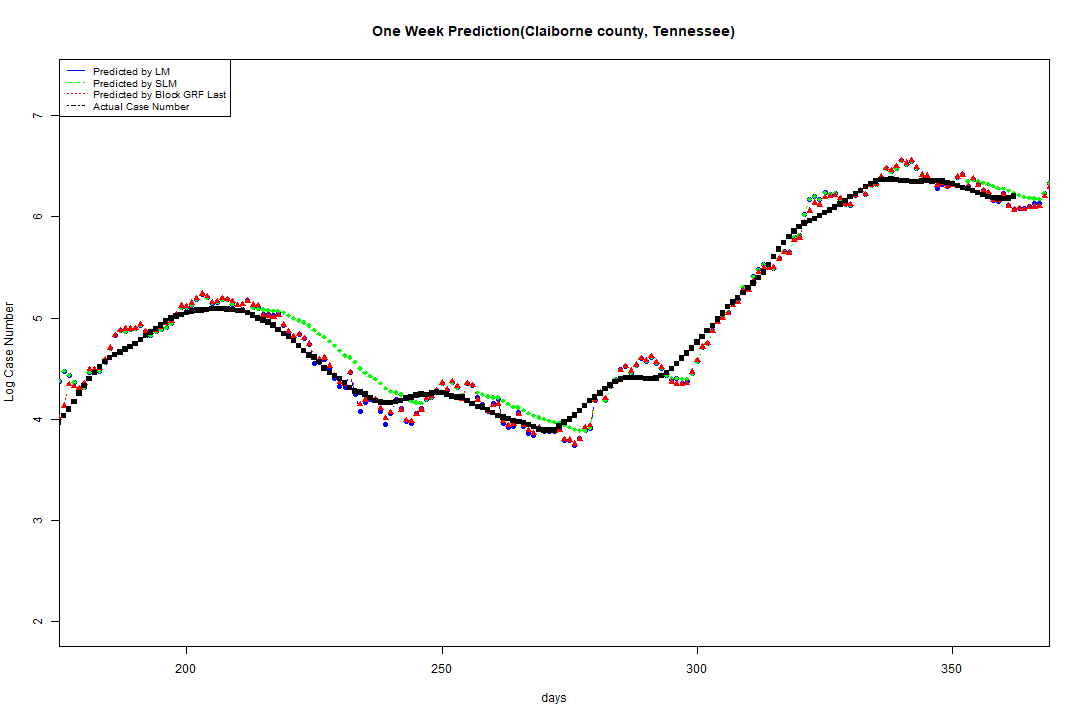 One Week Prediction(Claiborne county, Tennessee)
Predicted by LM
Predicted by SLM
Predicted by Block GRF Last
Actual Case Number
7
6
5
4
3
2
Log Case Number
200 250 300 350
days